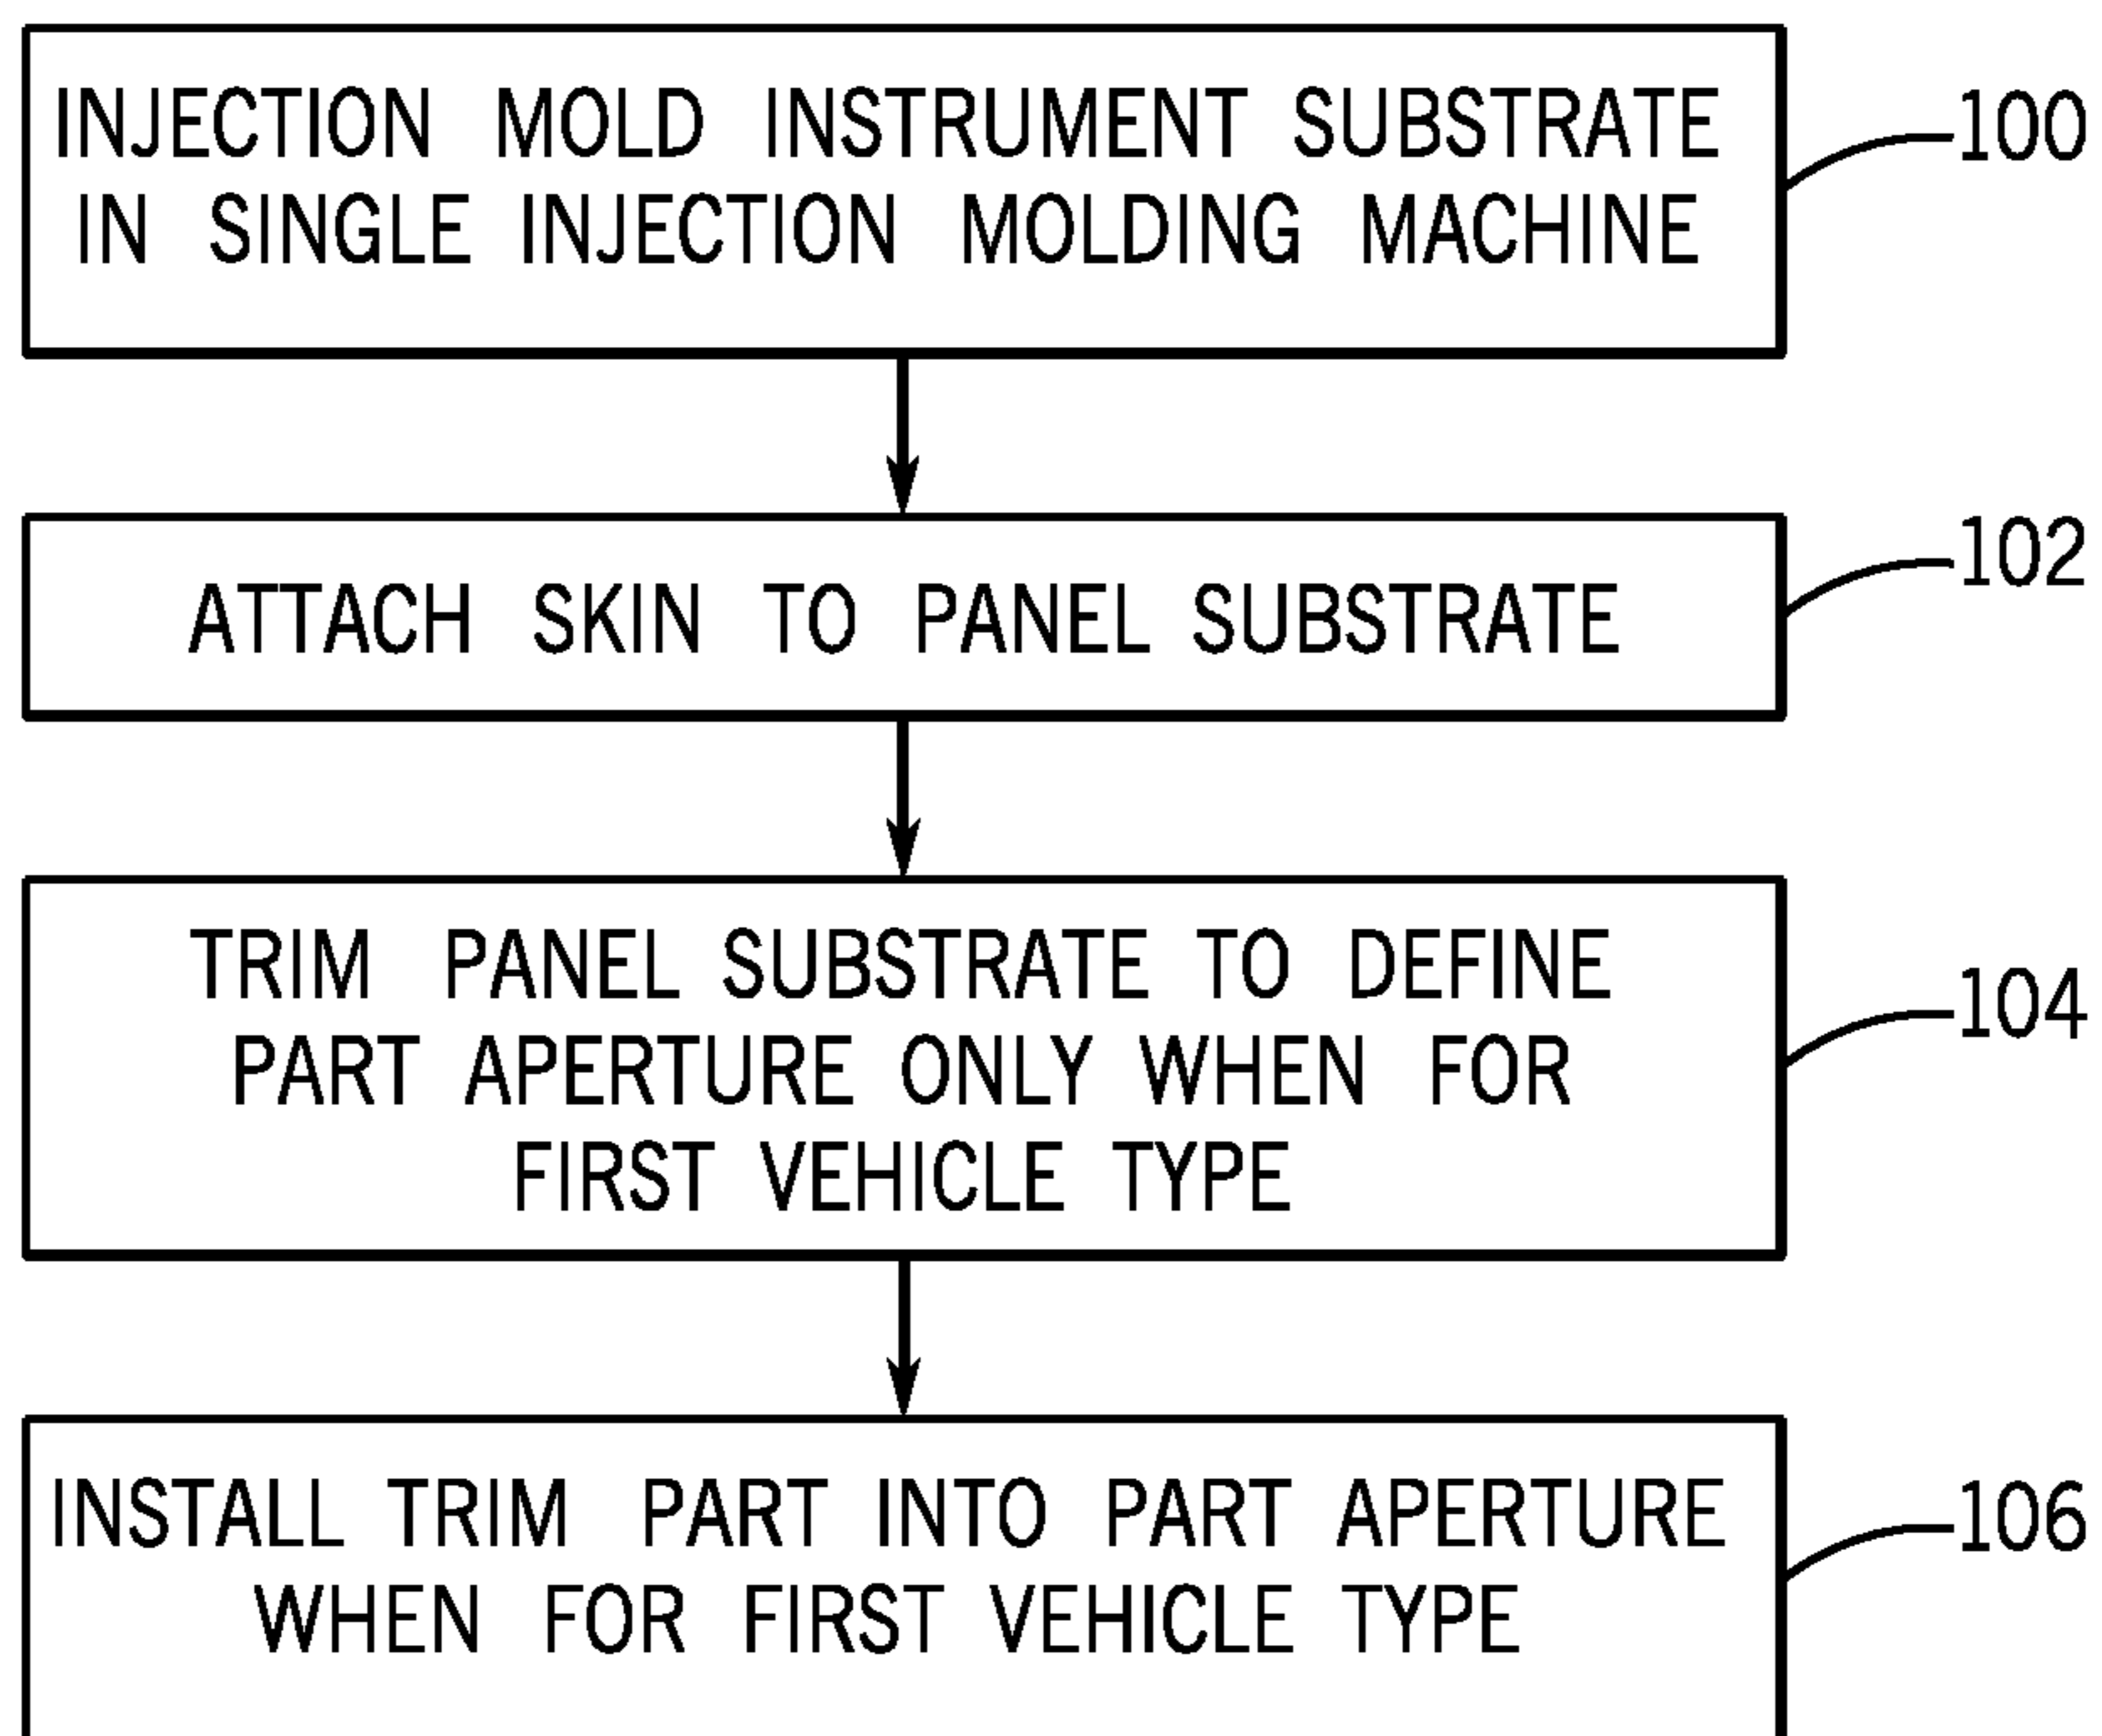 INJECTION MOLD INSTRUMENT SUBSTRATE
IN SINGLE INJECTION MOLDING MACHINE
100
ATTACH SKIN TO PANEL SUBSTRATE
102
TRIM PANEL SUBSTRATE TO DEFINE
PART APERTURE ONLY WHEN FOR
FIRST VEHICLE TYPE
104
INSTALL TRIM PART INTO PART APERTURE
WHEN FOR FIRST VEHICLE TYPE
106